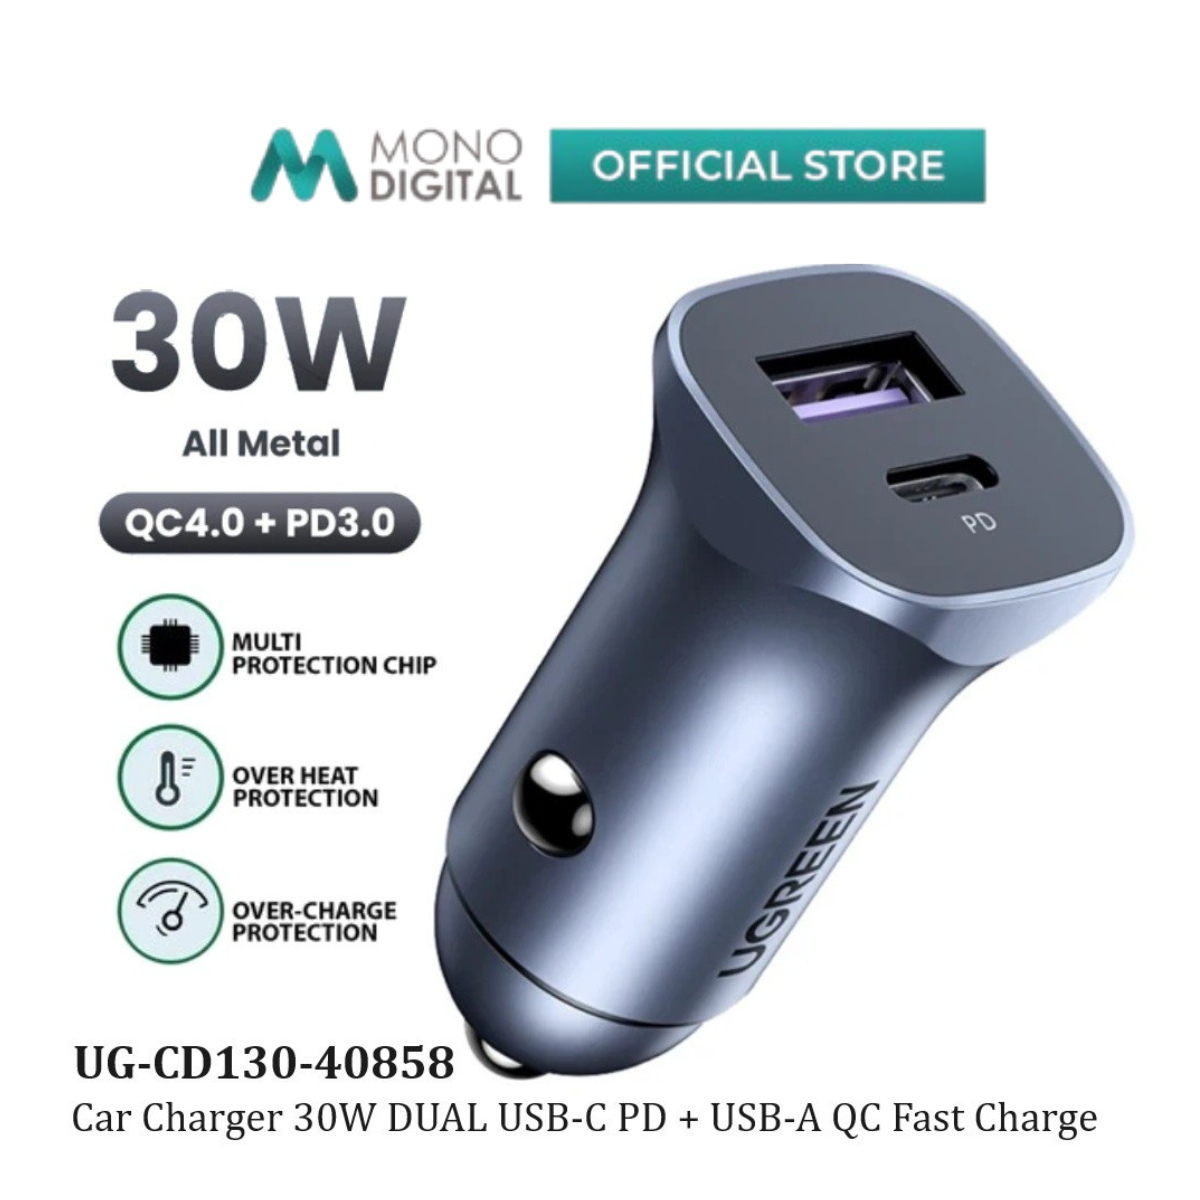 MONO
DIGITAL
OFFICIAL STORE
30W
All Metal
QC4.0 + PD3.0
MULTI
PROTECTION CHIP
OVER HEAT
PROTECTION
OVER-CHARGE
PROTECTION
PD
UGREEN
UG-CD130-40858
Car Charger 30W DUAL USB-C PD + USB-A QC Fast Charge